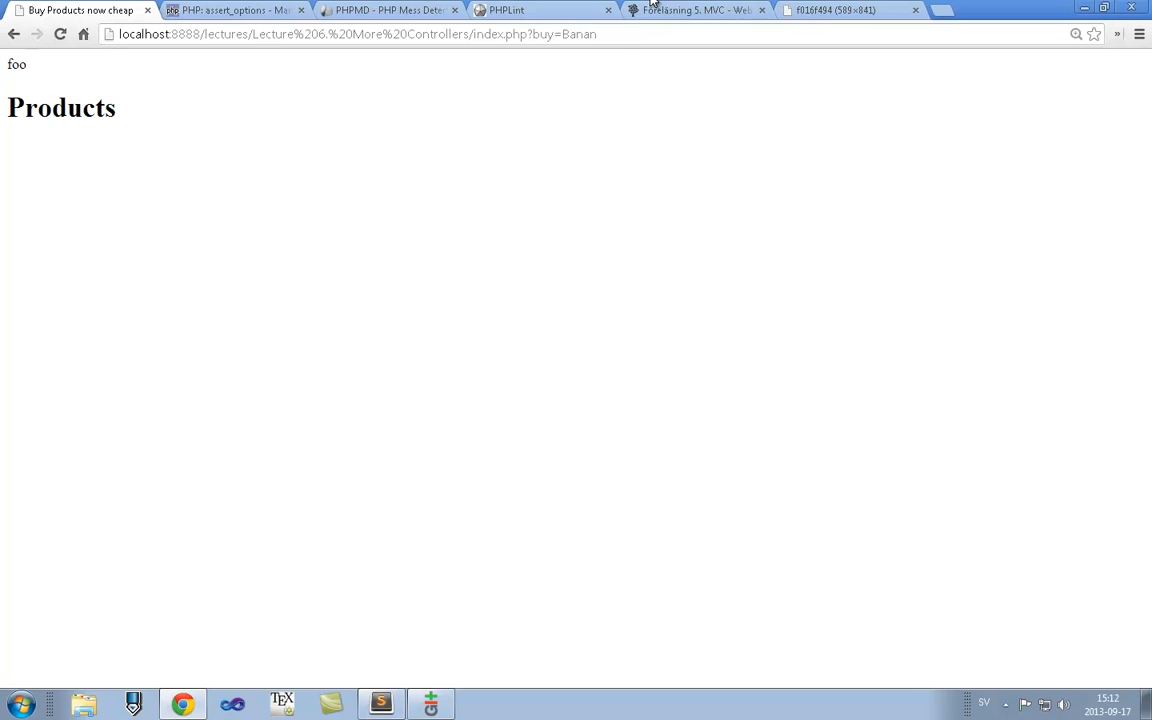 Buy Products now cheap
PHP: assert_options - Ma
PHPMD - PHP Mess Dete
PHPLint
Föreläsning 5. MVC - Web
f016f494 (589×841)
localhost:8888/lectures/Lecture%206.%20More%20Controllers/index.php?buy=Banan
foo
Products
SV
15:12
2013-09-17